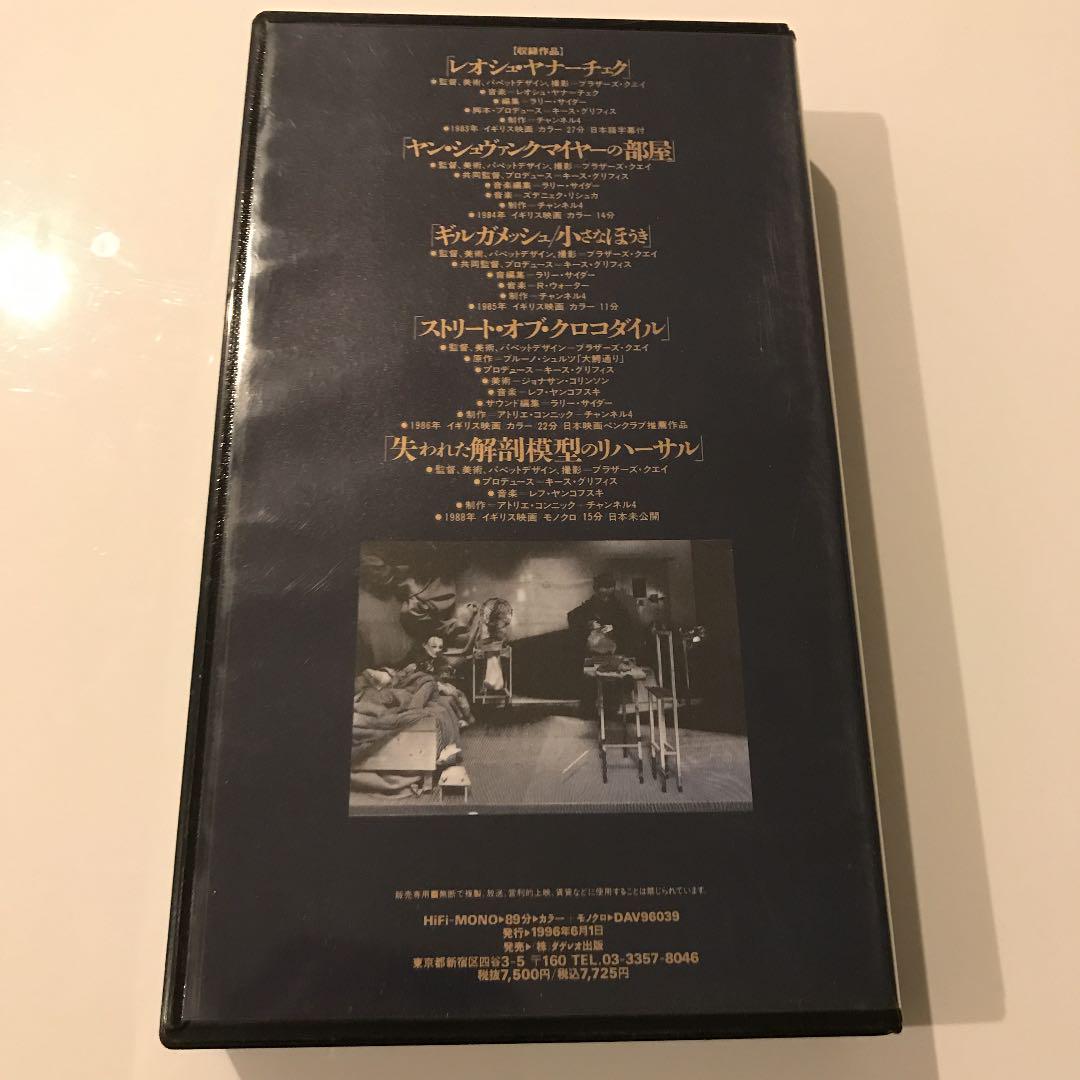 【収録作品】
「レオシュ・ヤナーチェク」
●監督、美術、パペットデザイン、撮影=ブラザーズ・クエイ
●音楽=レオシュ・ヤナーチェク
●編集=ラリー・サイダー
●脚本・プロデュース=キース・グリフィス
●制作=チャンネル4
●1983年 イギリス映画 カラー 27分 日本語字幕付
「ヤン・シュヴァンクマイヤーの部屋」
●監督、美術、パペットデザイン、撮影=ブラザーズ・クエイ
●共同監督、プロデュース=キース・グリフィス
●音楽編集=ラリー・サイダー
●音楽=ズデニェク・リシュカ
●制作=チャンネル4
●1984年 イギリス映画 カラー 14分
「ギルガメッシュ/小さなほうき」
●監督、美術、パペットデザイン、撮影=ブラザーズ・クエイ
●共同監督、プロデュース=キース・グリフィス
●音編集=ラリー・サイダー
●音楽=R・ウォーター
●制作=チャンネル4
●1985年 イギリス映画 カラー 11分
「ストリート・オブ・クロコダイル」
●監督、美術、パペットデザイン=ブラザーズ・クエイ
●原作=ブルーノ・シュルツ「大鰐通り」
●プロデュース=キース・グリフィス
●美術=ジョナサン・コリンソン
●音楽=レフ・ヤンコフスキ
●サウンド編集=ラリー・サイダー
●制作=アトリエ・コンニック=チャンネル4
●1986年 イギリス映画 カラー 22分 日本映画ペンクラブ推薦作品
「失われた解剖模型のリハーサル」
●監督、美術、パペットデザイン、撮影=ブラザーズ・クエイ
●プロデュース=キース・グリフィス
●音楽=レフ・ヤンコフスキ
●制作=アトリエ・コンニック=チャンネル4
●1988年 イギリス映画 モノクロ 15分 日本未公開
販売専用■無断で複製、放送、営利的上映、賃貸などに使用することは禁じられています。
HiFi-MONO▶89分▶カラー+モノクロ▶DAV96039
発行▶1996年6月1日
発売▶(株)ダゲレオ出版
東京都新宿区四谷3-5 〒160 TEL.03-3357-8046
税抜7,500円/税込7,725円